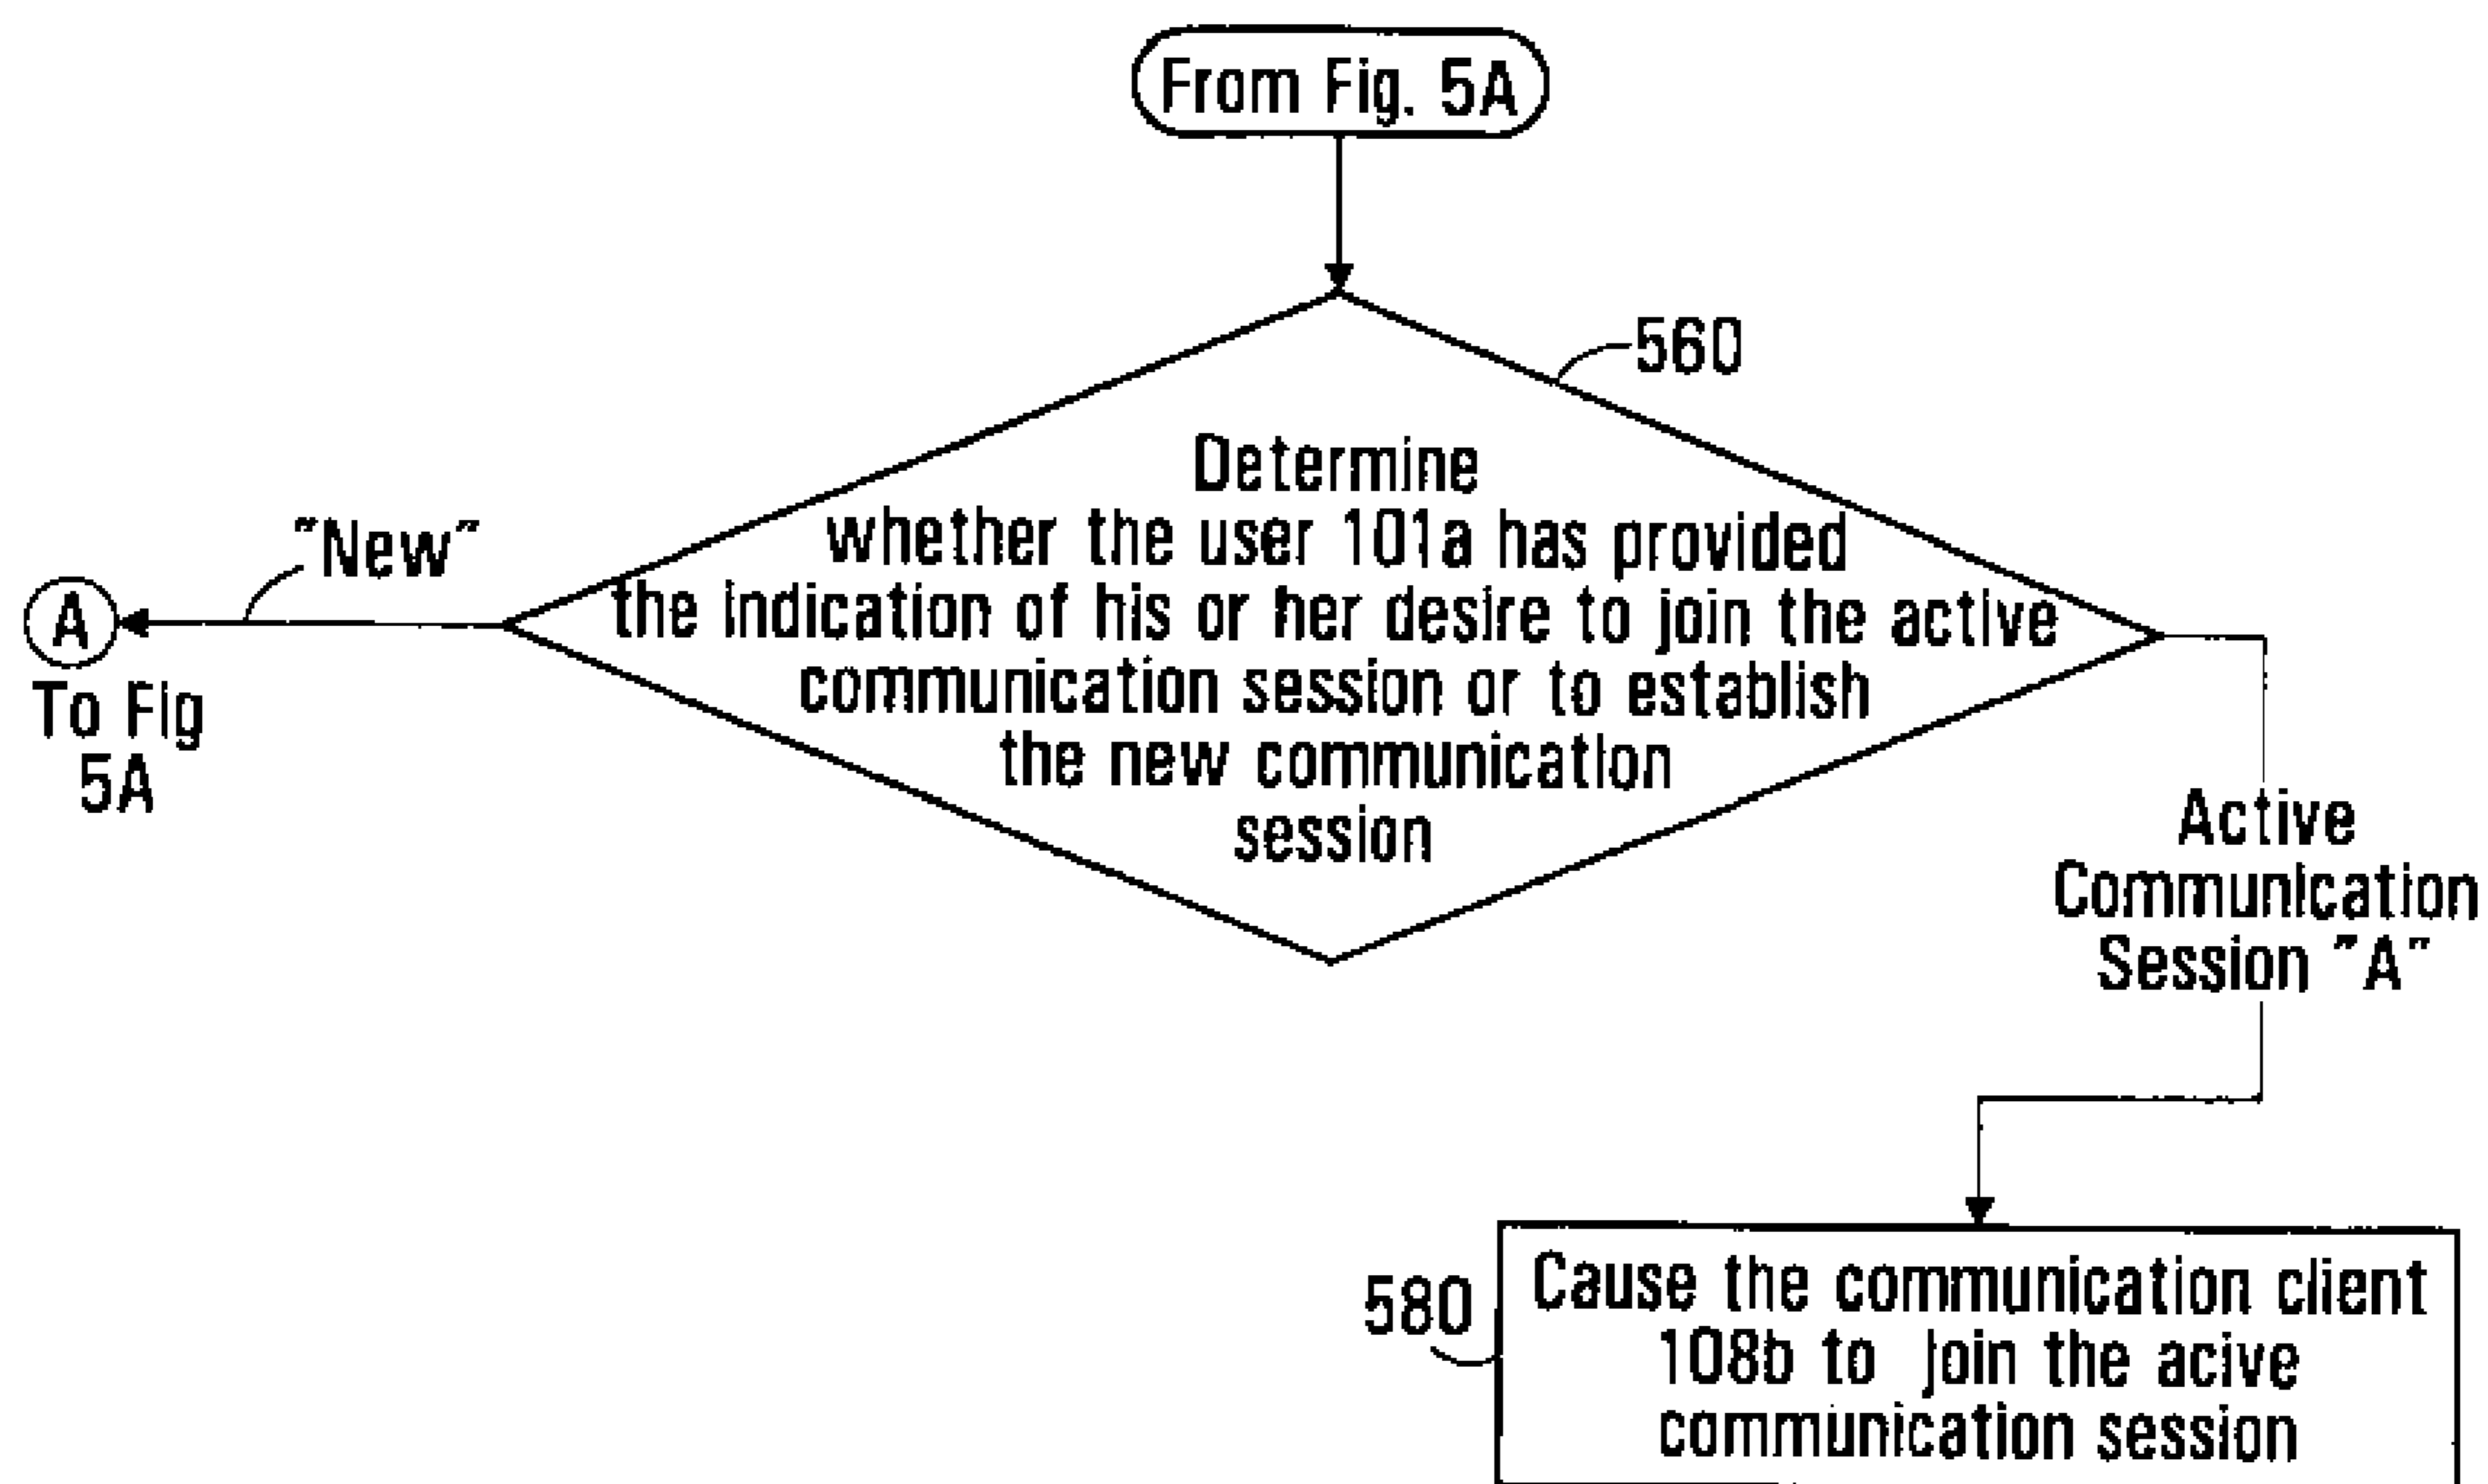 From Fig. 5A
560
Determine
whether the user 101a has provided
the indication of his or her desire to join the active
communication session or to establish
the new communication
session
"New"
A
To Fig
5A
Active
Communication
Session "A"
580
Cause the communication client
108b to join the acive
communication session